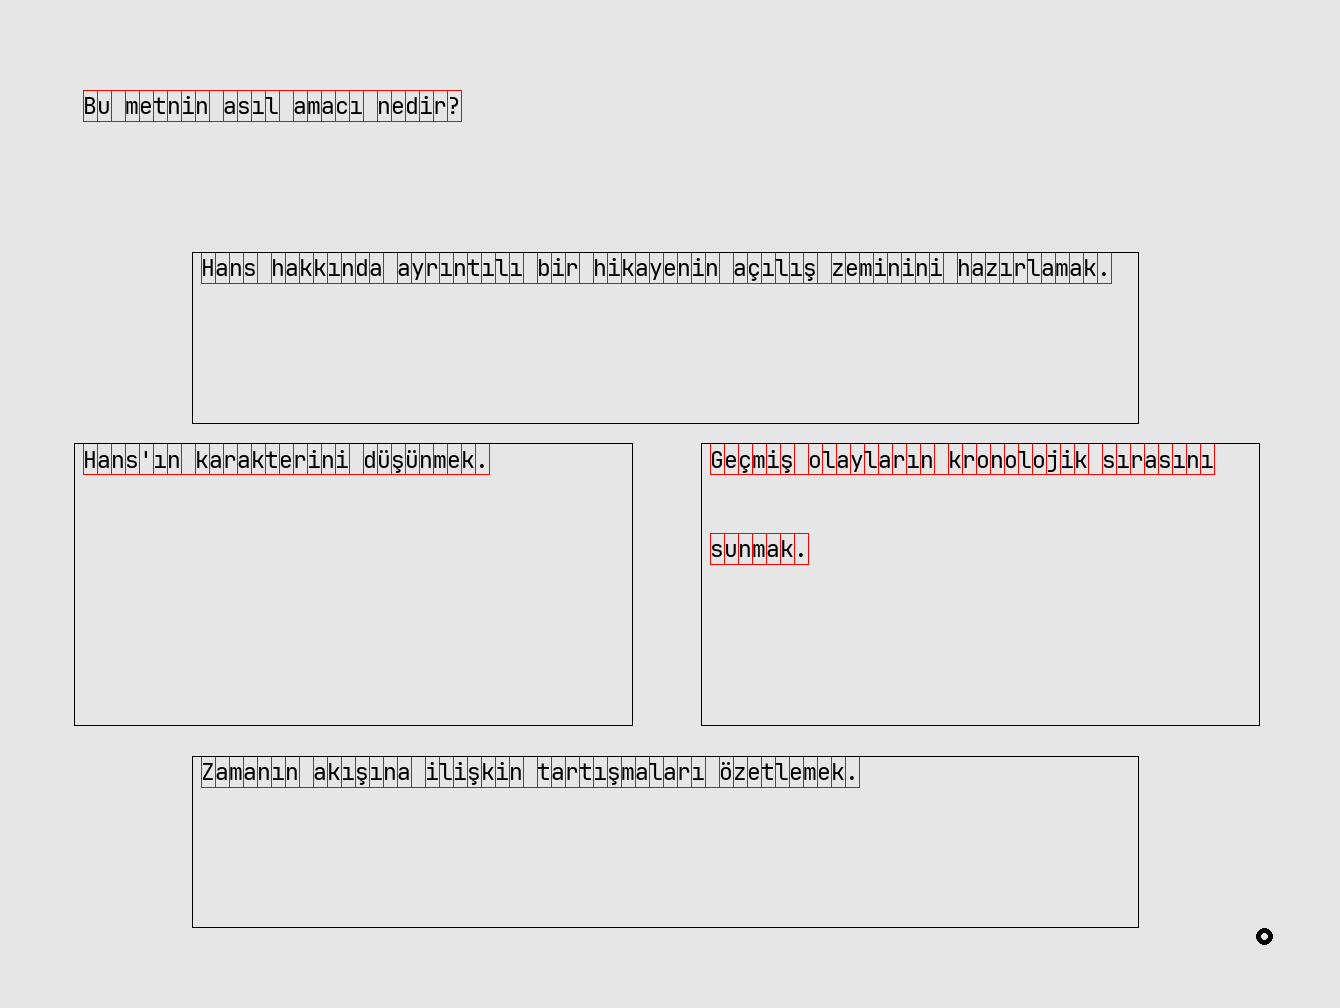 Bu metnin asıl amacı nedir?
Hans hakkında ayrıntılı bir hikayenin açılış zeminini hazırlamak.
Hans'ın karakterini düşünmek.
Geçmiş olayların kronolojik sırasını
sunmak.
Zamanın akışına ilişkin tartışmaları özetlemek.